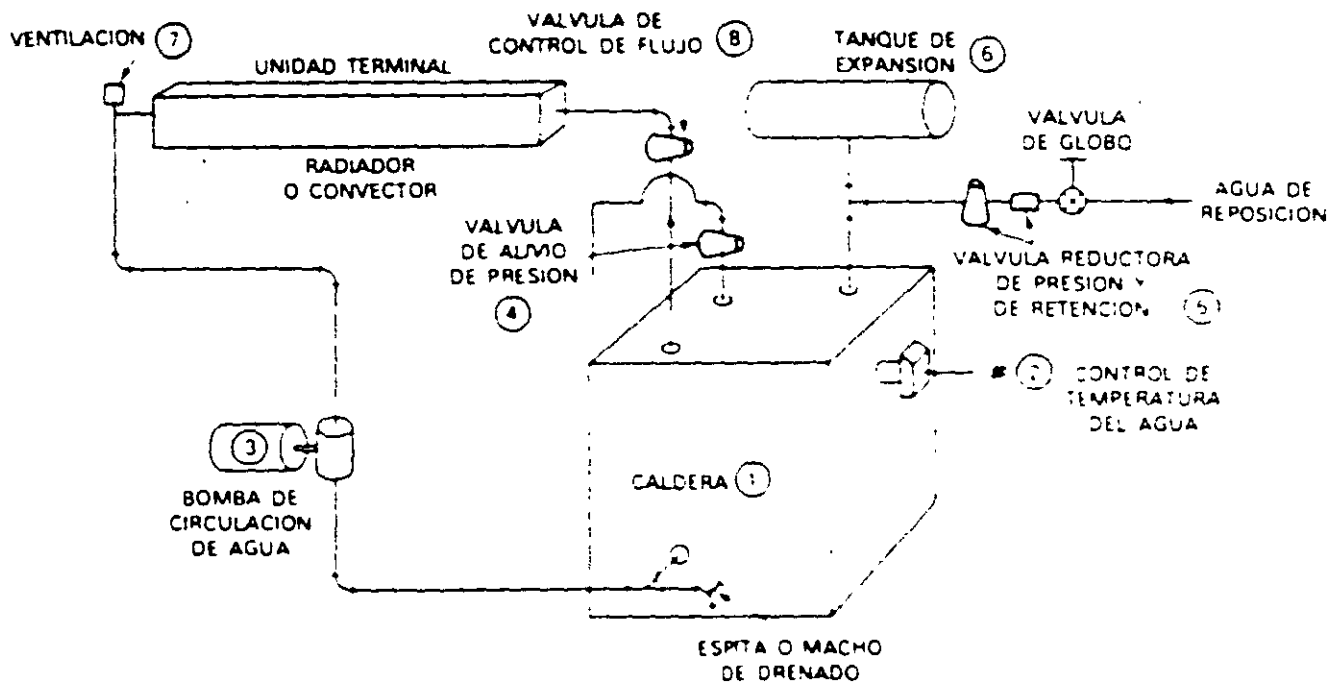 VENTILACION 7
UNIDAD TERMINAL
VALVULA DE
CONTROL DE FLUJO 8
TANQUE DE
EXPANSION 6
VALVULA
DE GLOBO
RADIADOR
O CONVECTOR
AGUA DE
REPOSICION
VALVULA
DE ALIVIO
DE PRESION
4
VALVULA REDUCTORA
DE PRESION Y
DE RETENCION 5
2 CONTROL DE
TEMPERATURA
DEL AGUA
3
BOMBA DE
CIRCULACION
DE AGUA
CALDERA 1
ESPITA O MACHO
DE DRENADO